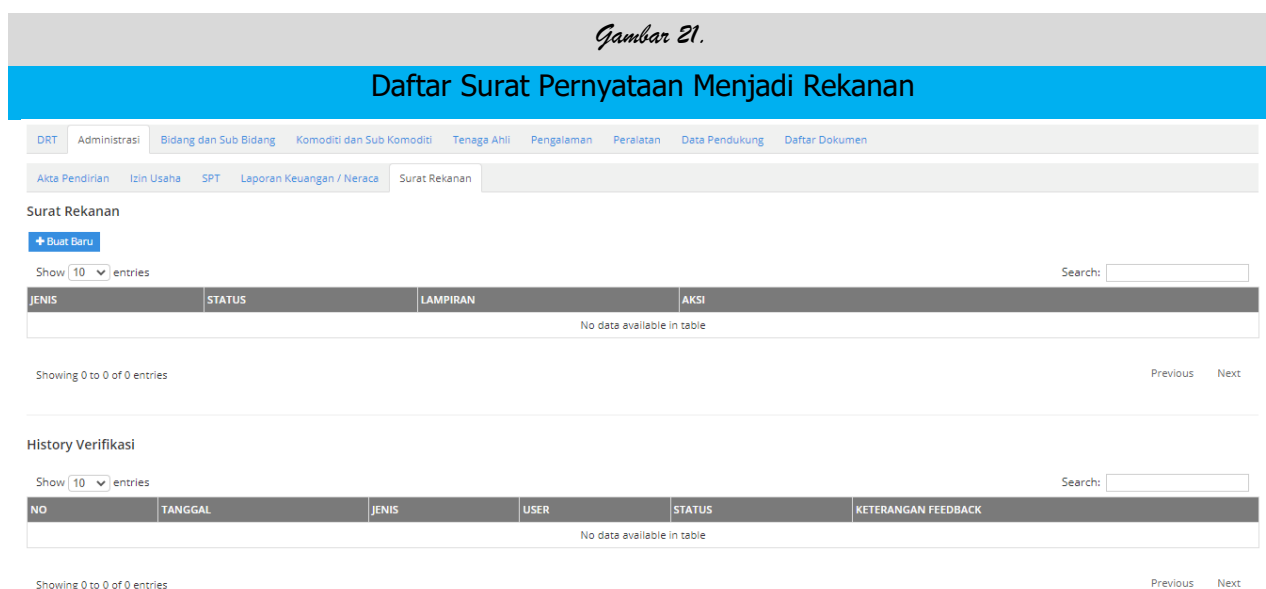 Gambar 21.
Daftar Surat Pernyataan Menjadi Rekanan
DRT Administrasi Bidang dan Sub Bidang Komoditi dan Sub Komoditi Tenaga Ahli Pengalaman Peralatan Data Pendukung Daftar Dokumen
Akta Pendirian Izin Usaha SPT Laporan Keuangan / Neraca Surat Rekanan
Surat Rekanan
+ Buat Baru
Show 10 entries Search:
JENIS STATUS LAMPIRAN AKSI
No data available in table
Showing 0 to 0 of 0 entries Previous Next
History Verifikasi
Show 10 entries Search:
NO TANGGAL JENIS USER STATUS KETERANGAN FEEDBACK
No data available in table
Showing 0 to 0 of 0 entries Previous Next